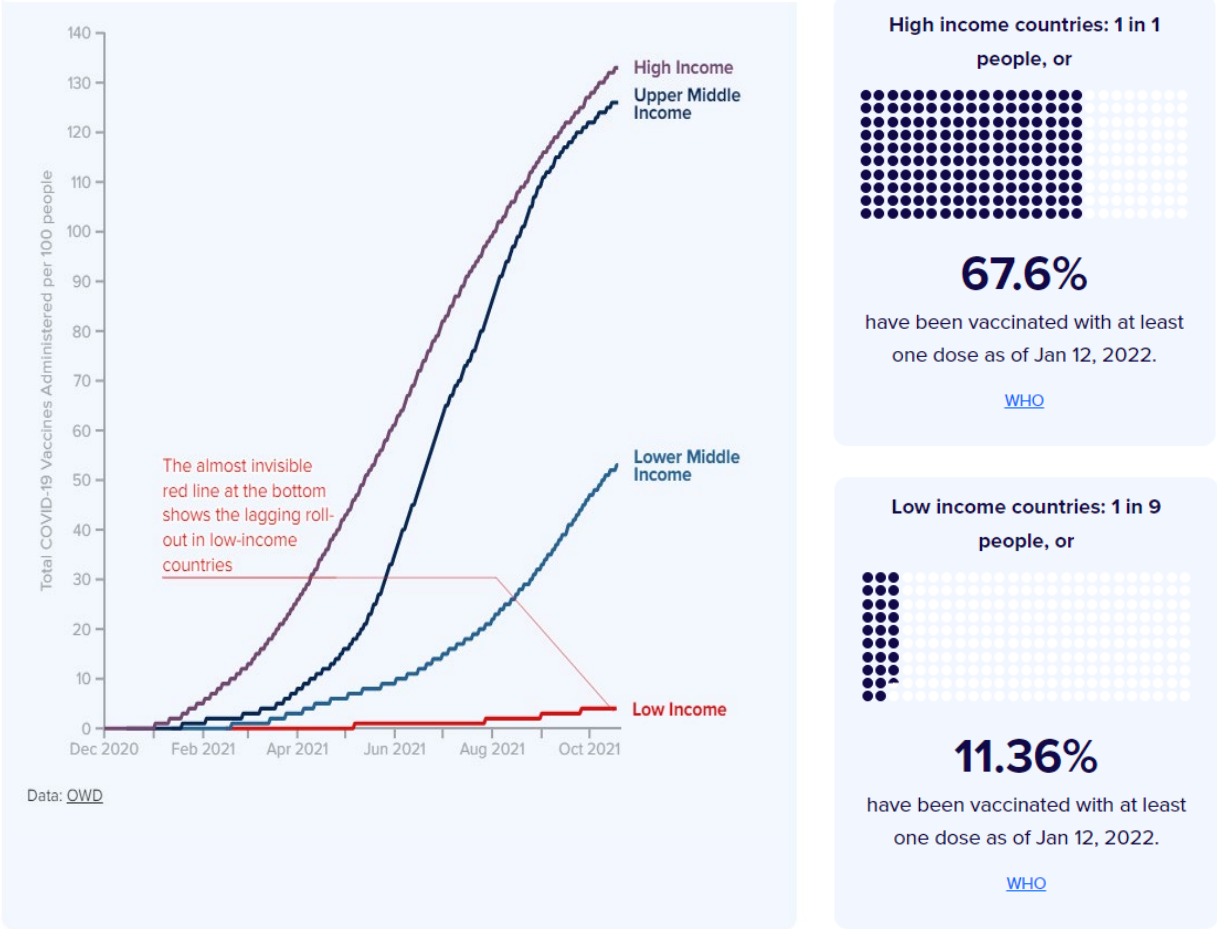 140
130
120
110
100
90
80
70
60
50
40
30
20
10
0
Total COVID-19 Vaccines Administered per 100 people
High Income
Upper Middle
Income
Lower Middle
Income
Low Income
The almost invisible
red line at the bottom
shows the lagging roll-
out in low-income
countries
Dec 2020 Feb 2021 Apr 2021 Jun 2021 Aug 2021 Oct 2021
Data: OWD
High income countries: 1 in 1
people, or
67.6%
have been vaccinated with at least
one dose as of Jan 12, 2022.
WHO
Low income countries: 1 in 9
people, or
11.36%
have been vaccinated with at least
one dose as of Jan 12, 2022.
WHO